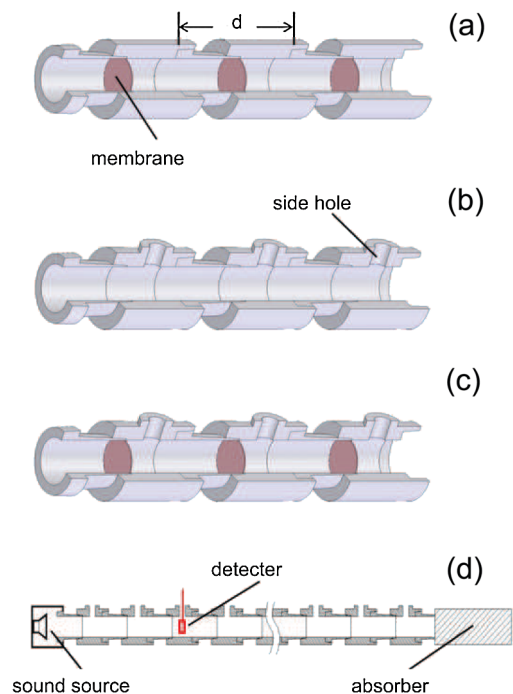 d
(a)
membrane
side hole
(b)
(c)
(d)
detecter
sound source
absorber